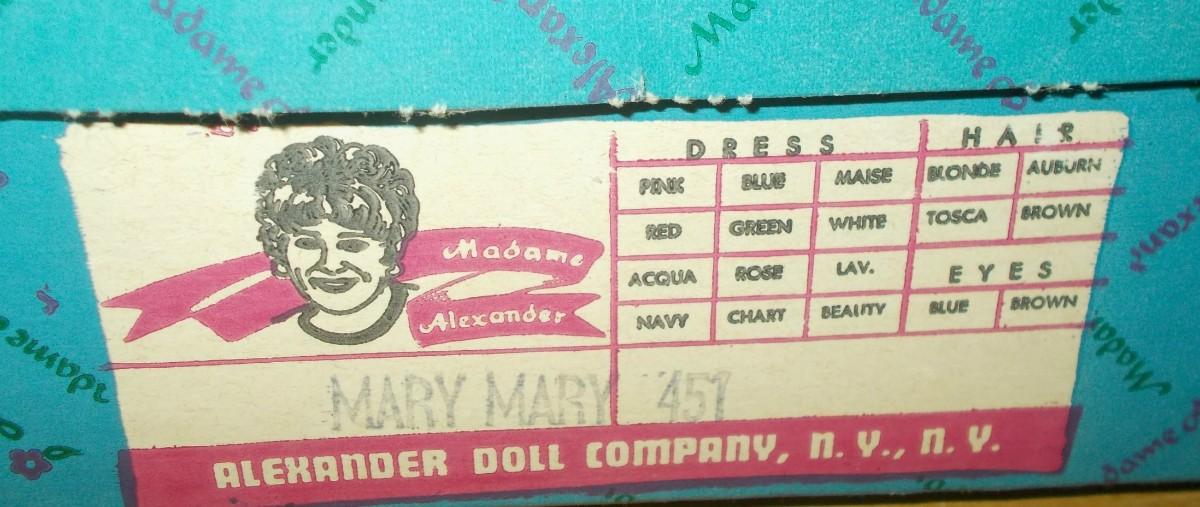 Madame
Alexander
DRESS
PINK BLUE MAISE
RED GREEN WHITE
ACQUA ROSE LAV.
NAVY CHART BEAUTY
HAIR
BLONDE AUBURN
TOSCA BROWN
EYES
BLUE BROWN
MARY MARY 451
ALEXANDER DOLL COMPANY, N. Y., N. Y.